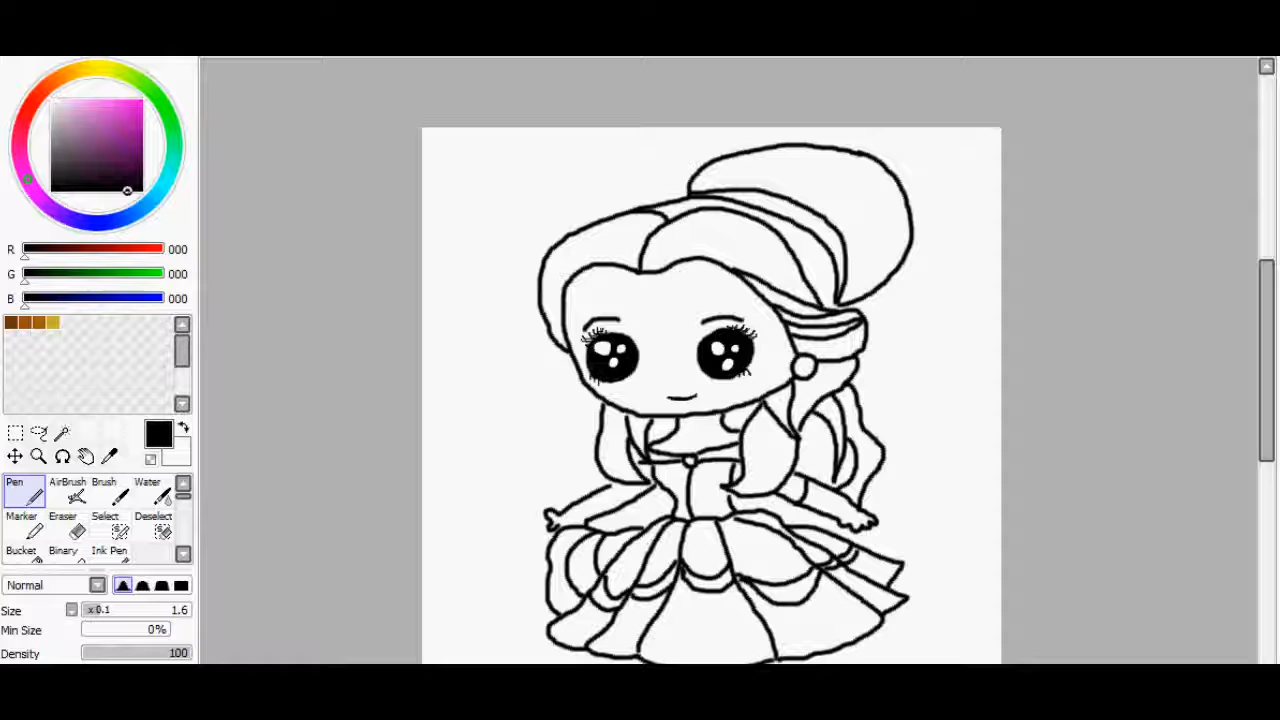 R 000
G 000
B 000
Pen AirBrush Brush Water
Marker Eraser Select Deselect
Bucket Binary Ink Pen
Normal
Size x 0.1 1.6
Min Size 0%
Density 100